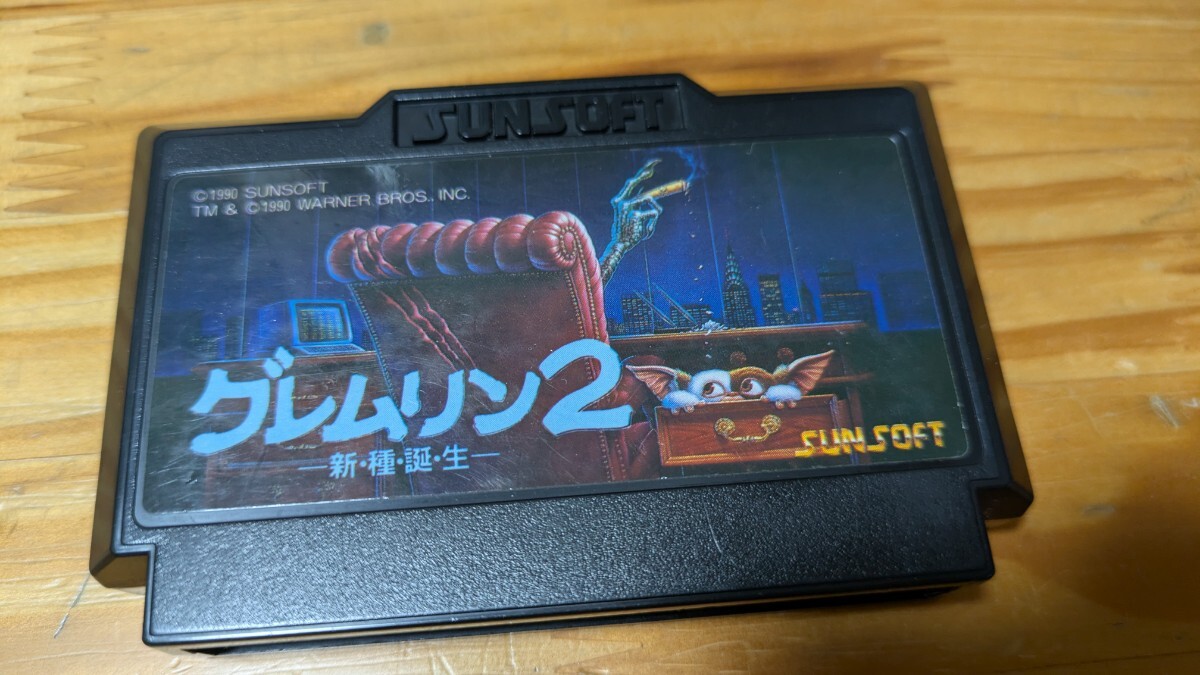 SUNSOFT
©1990 SUNSOFT
TM & ©1990 WARNER BROS., INC.
グレムリン2
—新・種・誕・生—
SUNSOFT